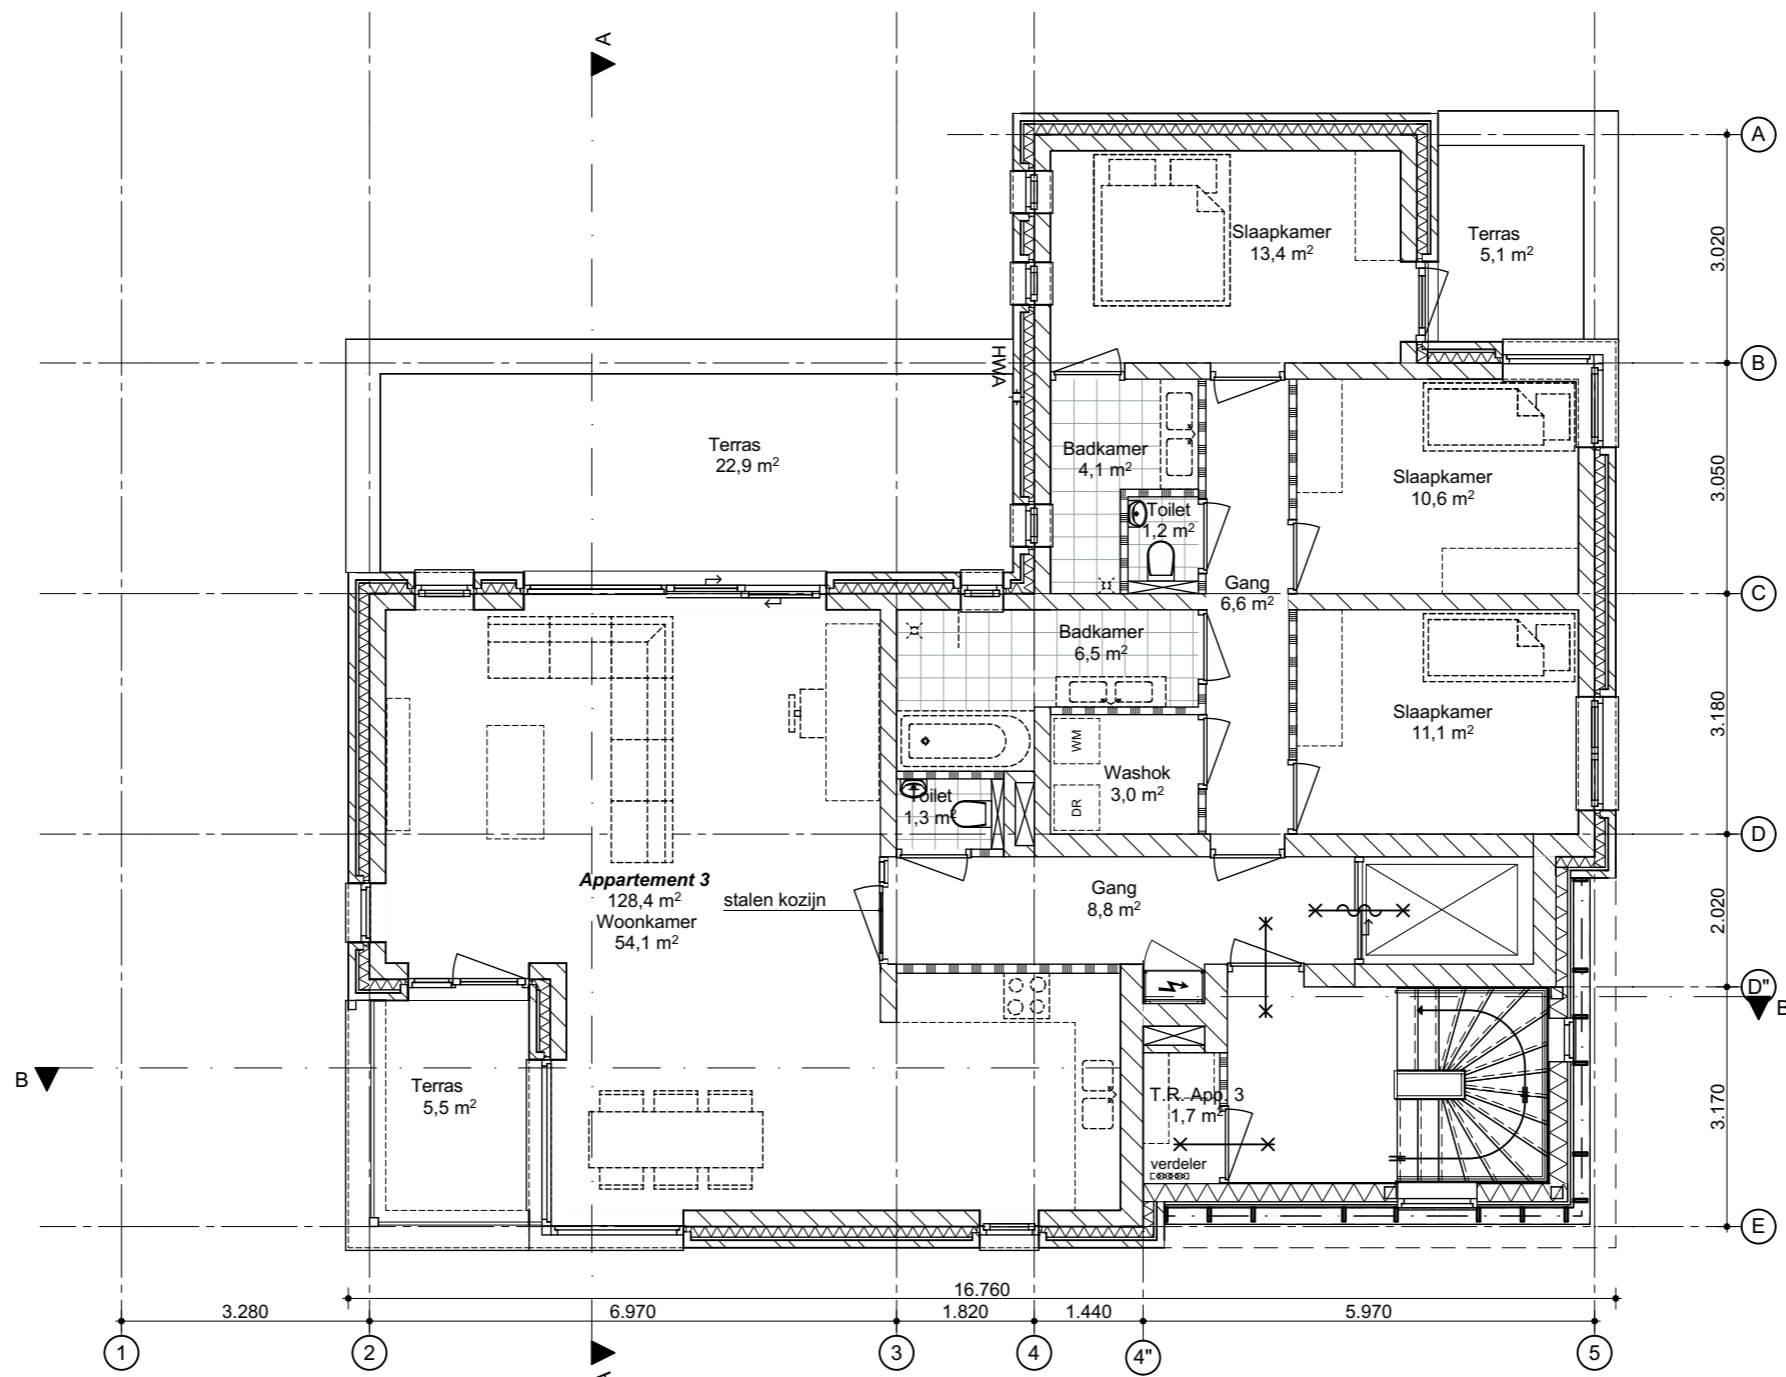 A
A
Slaapkamer
13,4 m²
Terras
5,1 m²
3.020
B
HWA
Terras
22,9 m²
Badkamer
4,1 m²
Slaapkamer
10,6 m²
3.050
Toilet
1,2 m²
Gang
6,6 m²
C
Badkamer
6,5 m²
Slaapkamer
11,1 m²
3.180
WM
Washok
3,0 m²
DR
Toilet
1,3 m²
D
Appartement 3
128,4 m²
Woonkamer
54,1 m²
stalen kozijn
Gang
8,8 m²
2.020
D"
B
B
Terras
5,5 m²
T.R. App. 3
1,7 m²
verdeler
3.170
E
16.760
3.280
6.970
1.820
1.440
5.970
1
2
A
3
4
4"
5